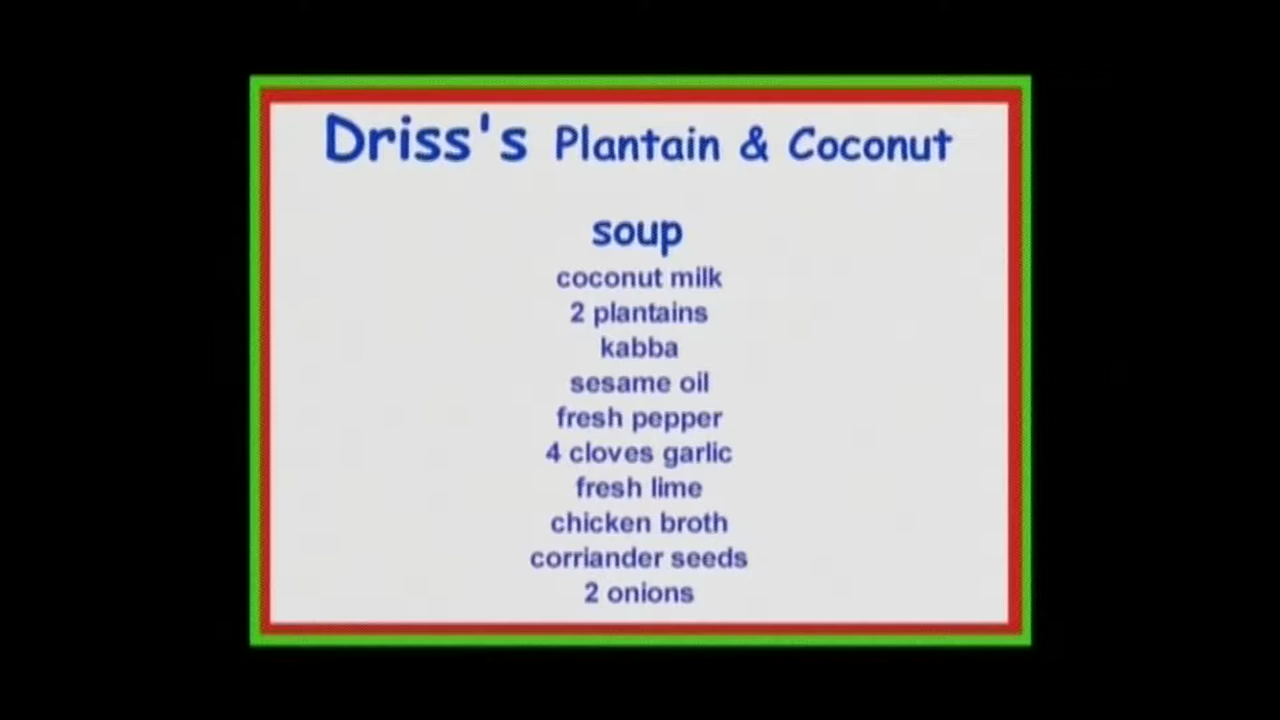 Driss's Plantain & Coconut
soup
coconut milk
2 plantains
kabba
sesame oil
fresh pepper
4 cloves garlic
fresh lime
chicken broth
corriander seeds
2 onions